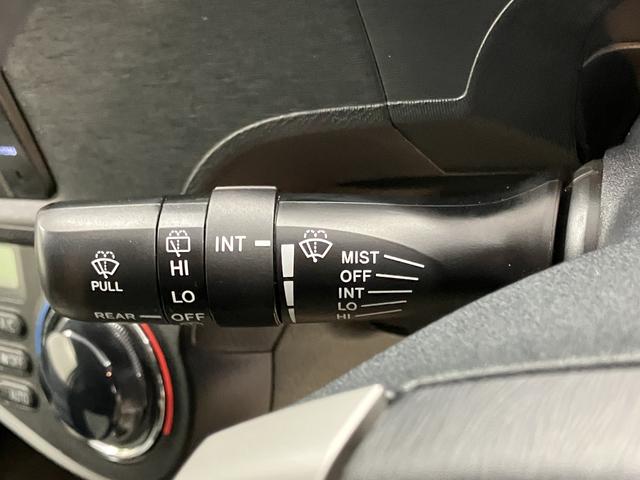 PULL
REAR
HI
LO
OFF
INT
MIST
OFF
INT
LO
HI